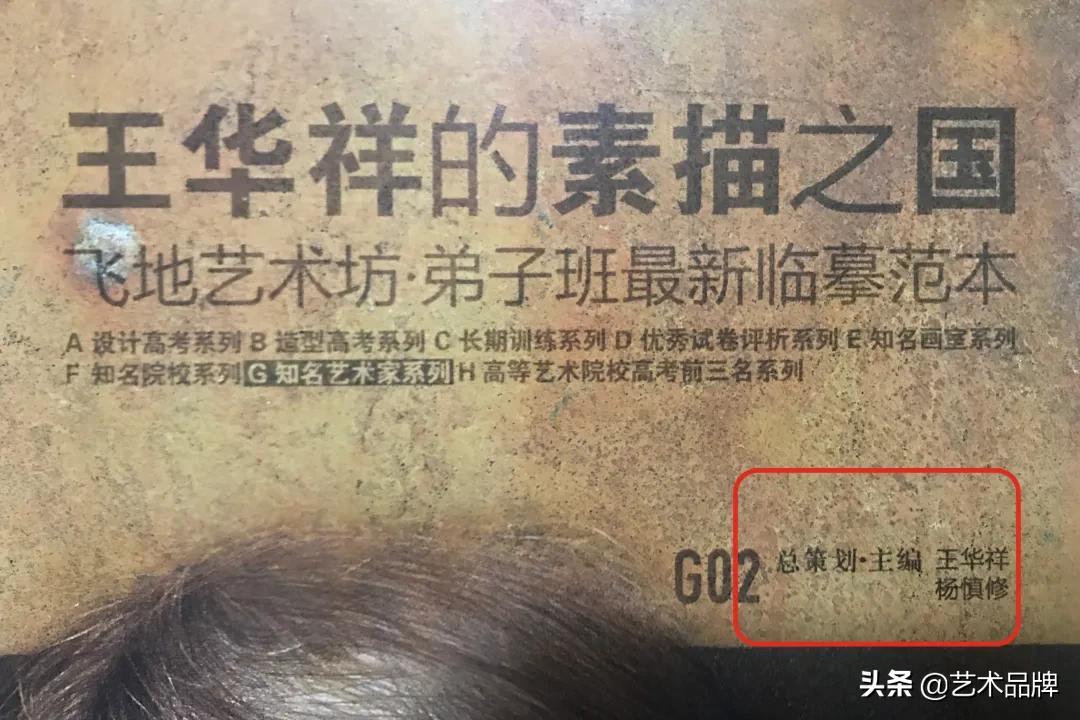 王华祥的素描之国
飞地艺术坊·弟子班最新临摹范本
A 设计高考系列 B 造型高考系列 C 长期训练系列 D 优秀试卷评析系列 E 知名画室系列
F 知名院校系列 G 知名艺术家系列 H 高等艺术院校高考前三名系列
G02 总策划·主编 王华祥
杨慎修
头条 @艺术品牌